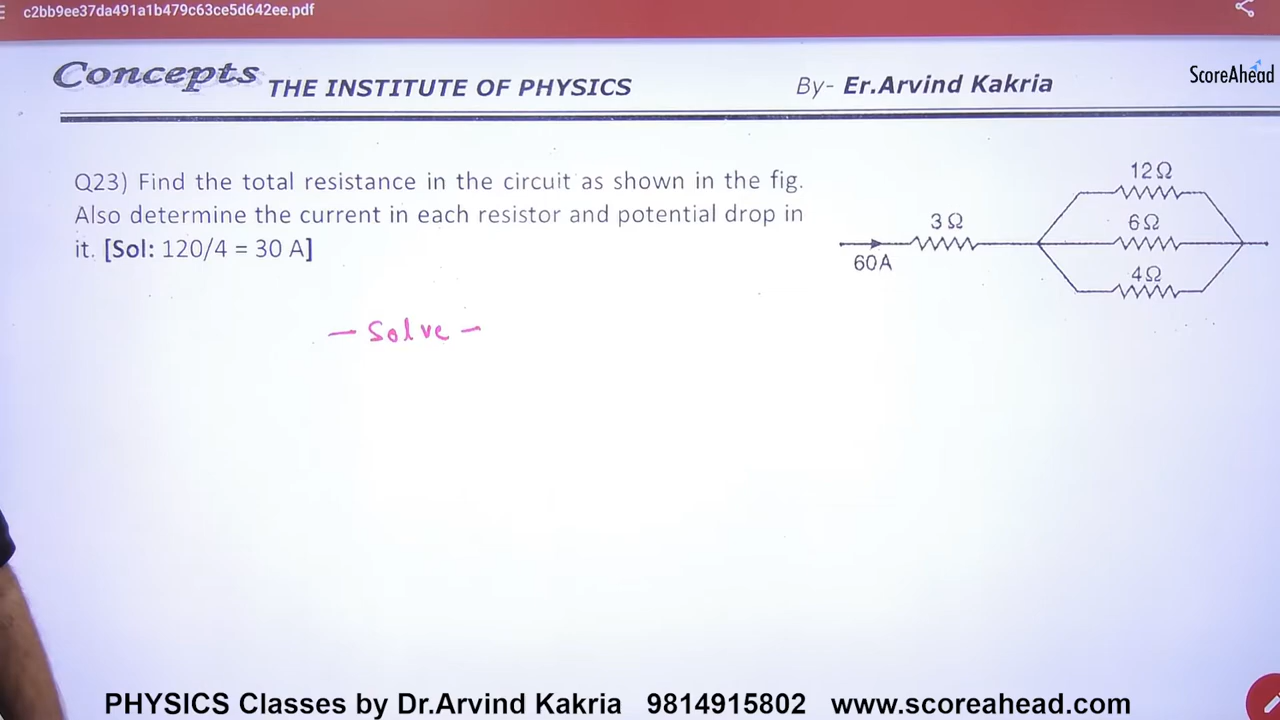 c2bb9ee37da491a1b479c63ce5d642ee.pdf
Concepts THE INSTITUTE OF PHYSICS By- Er.Arvind Kakria
ScoreAhead
Q23) Find the total resistance in the circuit as shown in the fig.
Also determine the current in each resistor and potential drop in
it. [Sol: 120/4 = 30 A]
12Ω
3Ω
6Ω
60A
4Ω
- Solve -
PHYSICS Classes by Dr.Arvind Kakria 9814915802 www.scoreahead.com